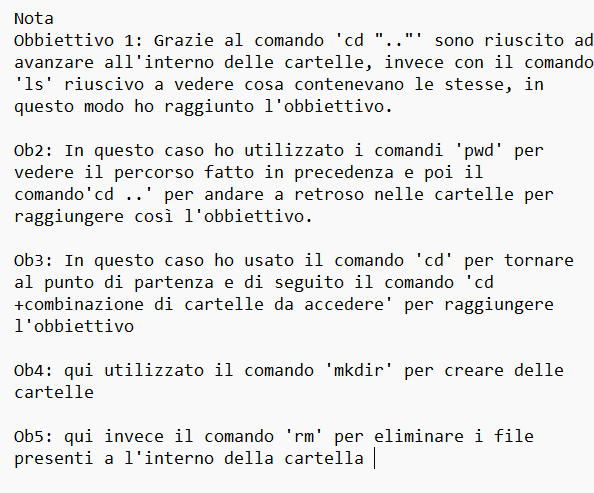 Nota
Obbiettivo 1: Grazie al comando 'cd ".."' sono riuscito ad
avanzare all'interno delle cartelle, invece con il comando
'ls' riuscivo a vedere cosa contenevano le stesse, in
questo modo ho raggiunto l'obbiettivo.

Ob2: In questo caso ho utilizzato i comandi 'pwd' per
vedere il percorso fatto in precedenza e poi il
comando'cd ..' per andare a retroso nelle cartelle per
raggiungere così l'obbiettivo.

Ob3: In questo caso ho usato il comando 'cd' per tornare
al punto di partenza e di seguito il comando 'cd
+combinazione di cartelle da accedere' per raggiungere
l'obbiettivo

Ob4: qui utilizzato il comando 'mkdir' per creare delle
cartelle

Ob5: qui invece il comando 'rm' per eliminare i file
presenti a l'interno della cartella